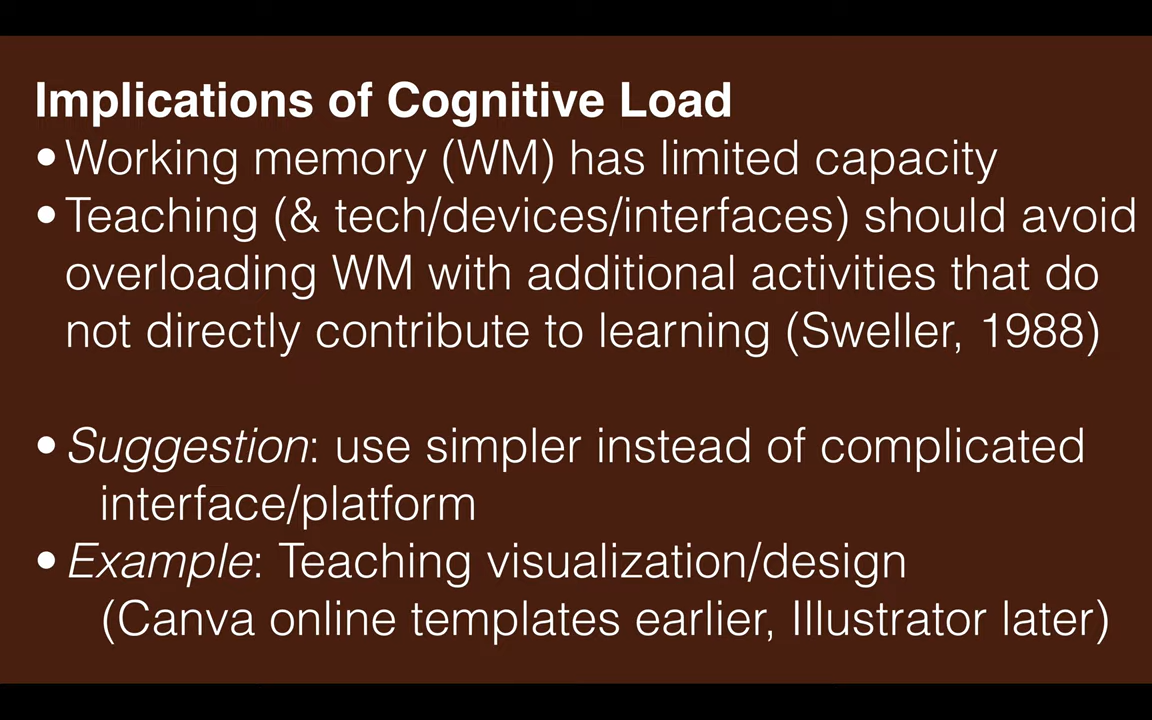 Implications of Cognitive Load
•Working memory (WM) has limited capacity
•Teaching (& tech/devices/interfaces) should avoid
overloading WM with additional activities that do
not directly contribute to learning (Sweller, 1988)
•Suggestion: use simpler instead of complicated
interface/platform
•Example: Teaching visualization/design
(Canva online templates earlier, Illustrator later)